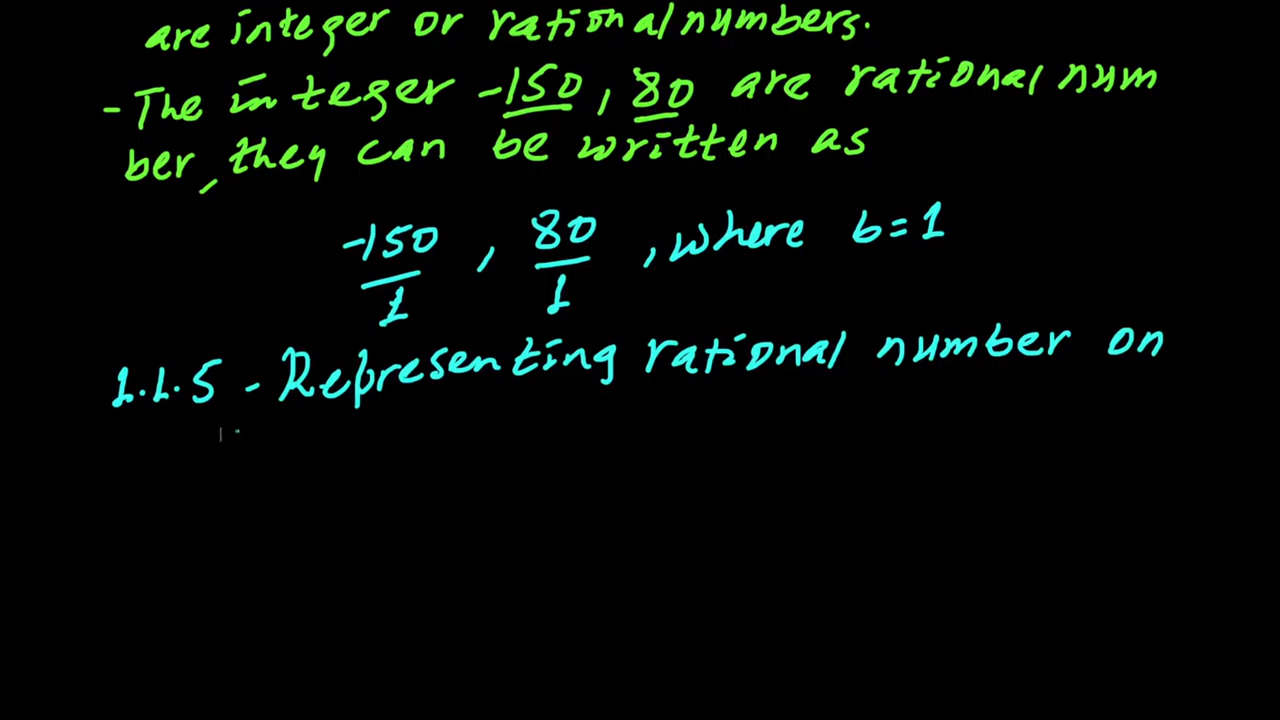 are integer or rational numbers.
- The integer -150, 80 are rational num
ber, they can be written as
-150/1 , 80/1 , where b=1
1.1.5 - Representing rational number on